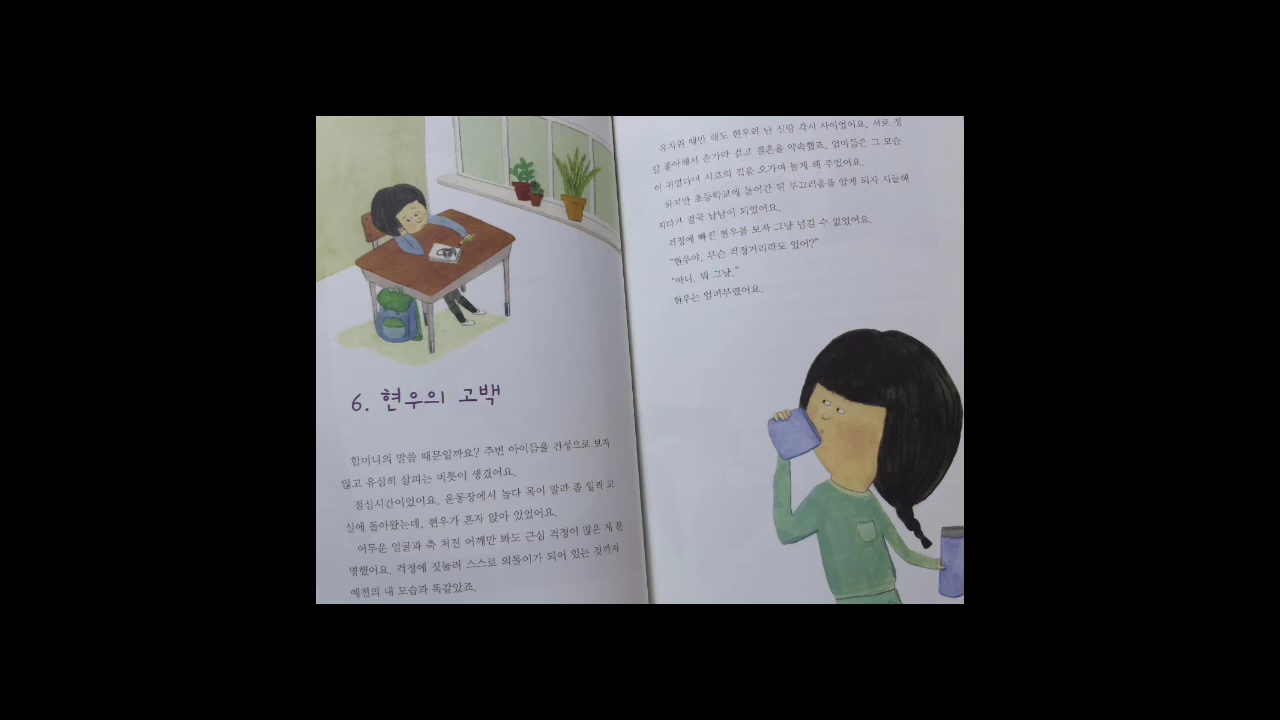 6. 현우의 고백
할머니의 말씀 때문일까요? 주변 아이들을 건성으로 보지
않고 유심히 살피는 버릇이 생겼어요.
점심시간이었어요. 운동장에서 놀다 목이 말라 좀 일찍 교
실에 돌아왔는데, 현우가 혼자 앉아 있었어요.
어두운 얼굴과 축 처진 어깨만 봐도 근심 걱정이 많은 게 분
명했어요. 걱정에 짓눌려 스스로 외톨이가 되어 있는 것까지
예전의 내 모습과 똑같았죠.
유치원 때만 해도 현우와 난 신랑 각시 사이였어요. 서로 정
말 좋아해서 손가락 걸고 결혼을 약속했죠. 엄마들은 그 모습
이 귀엽다며 서로의 집을 오가며 놀게 해 주었어요.
하지만 초등학교에 들어간 뒤 부끄러움을 알게 되자 시들해
지다가 결국 남남이 되었어요.
걱정에 빠진 현우를 보자 그냥 넘길 수 없었어요.
"현우야, 무슨 걱정거리라도 있어?"
"아니, 뭐 그냥."
현우는 얼버무렸어요.